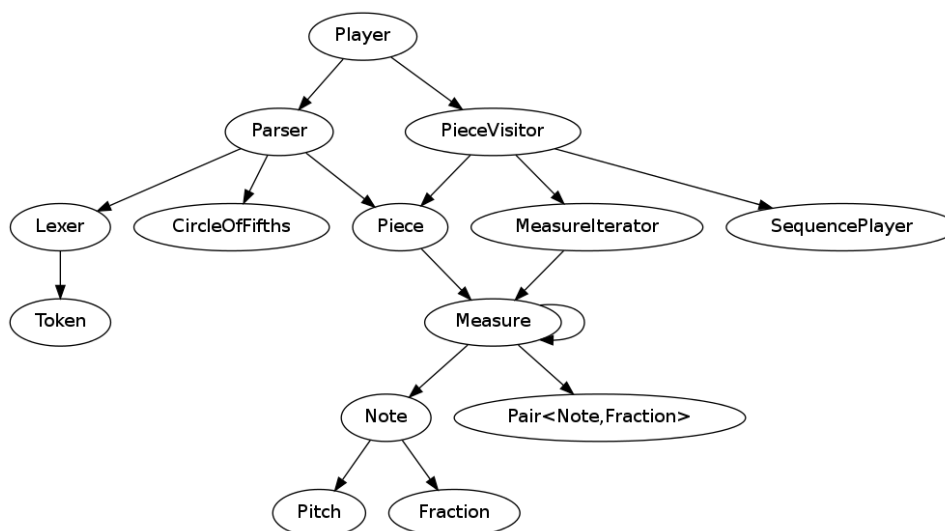 Player
Parser
PieceVisitor
Lexer
CircleOfFifths
Piece
MeasureIterator
SequencePlayer
Token
Measure
Note
Pair<Note,Fraction>
Pitch
Fraction